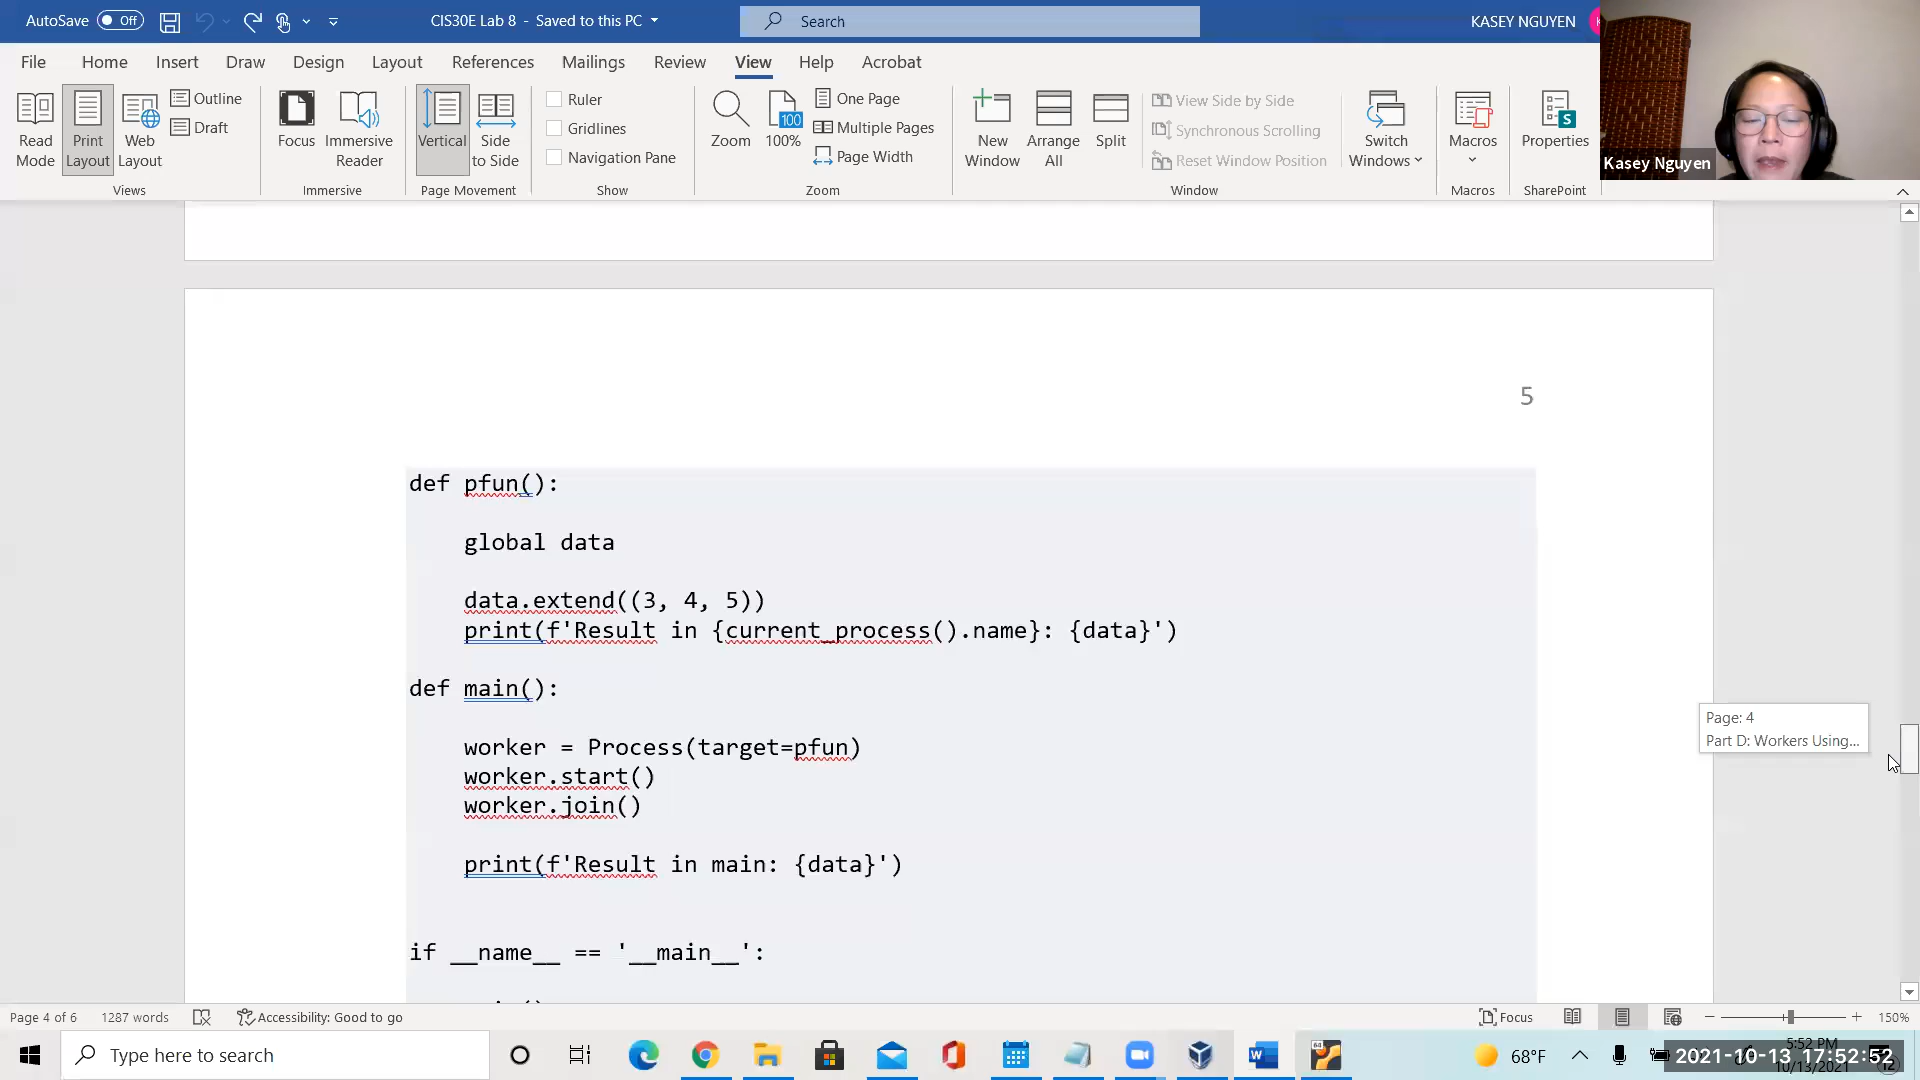 AutoSave Off CIS30E Lab 8 - Saved to this PC Search KASEY NGUYEN
File Home Insert Draw Design Layout References Mailings Review View Help Acrobat
Read Mode
Print Layout
Web Layout
Outline
Draft
Views
Focus
Immersive Reader
Immersive
Vertical
Side to Side
Page Movement
Ruler
Gridlines
Navigation Pane
Show
Zoom
100
100%
One Page
Multiple Pages
Page Width
Zoom
New Window
Arrange All
Split
View Side by Side
Synchronous Scrolling
Reset Window Position
Switch Windows
Window
Macros
Macros
Properties
SharePoint
Kasey Nguyen
5
def pfun():
global data
data.extend((3, 4, 5))
print(f'Result in {current_process().name}: {data}')
def main():
worker = Process(target=pfun)
worker.start()
worker.join()
print(f'Result in main: {data}')
if __name__ == '__main__':
Page: 4
Part D: Workers Using...
Page 4 of 6 1287 words Accessibility: Good to go Focus 150%
Type here to search 68°F 5:52 PM
2021-10-13 17:52:52
10/13/2021